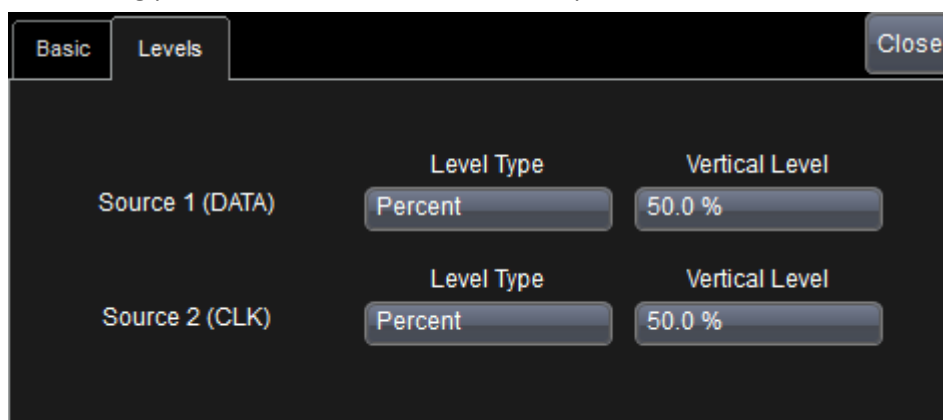 Basic Levels Close
Level Type Vertical Level
Source 1 (DATA) Percent 50.0 %
Level Type Vertical Level
Source 2 (CLK) Percent 50.0 %